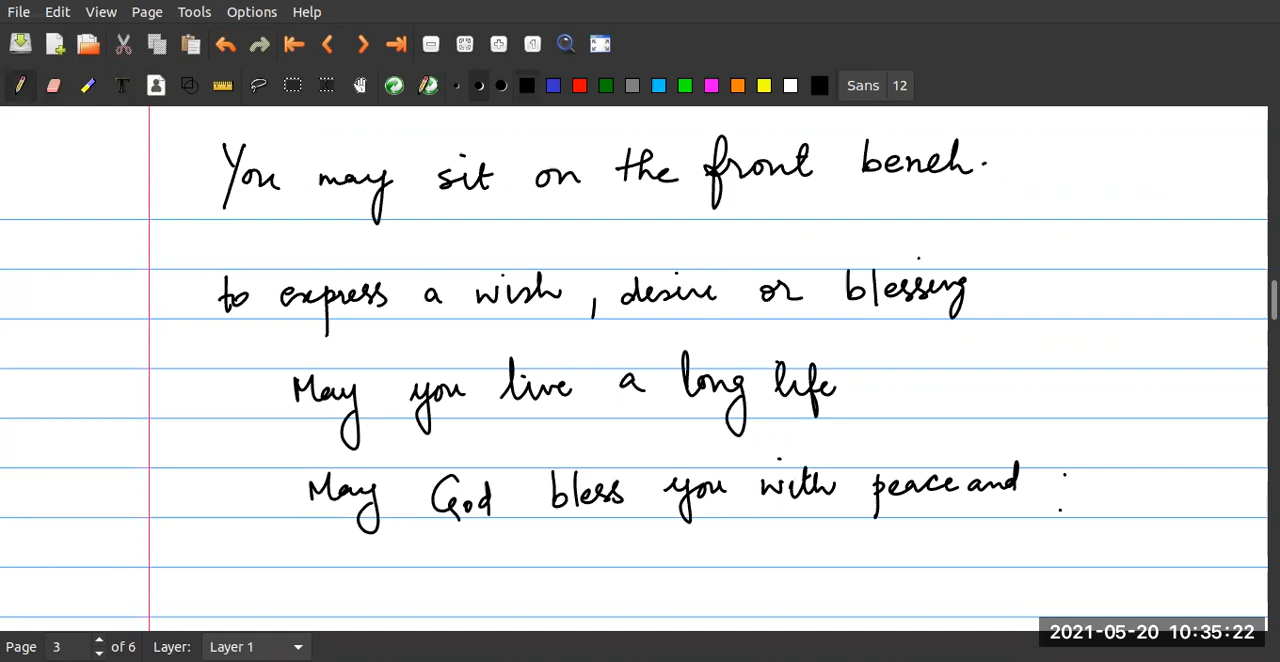 File Edit View Page Tools Options Help
Sans 12
You may sit on the front bench.
to express a wish, desire or blessing
May you live a long life
May God bless you with peace and
Page 3 of 6 Layer: Layer 1
2021-05-20 10:35:22